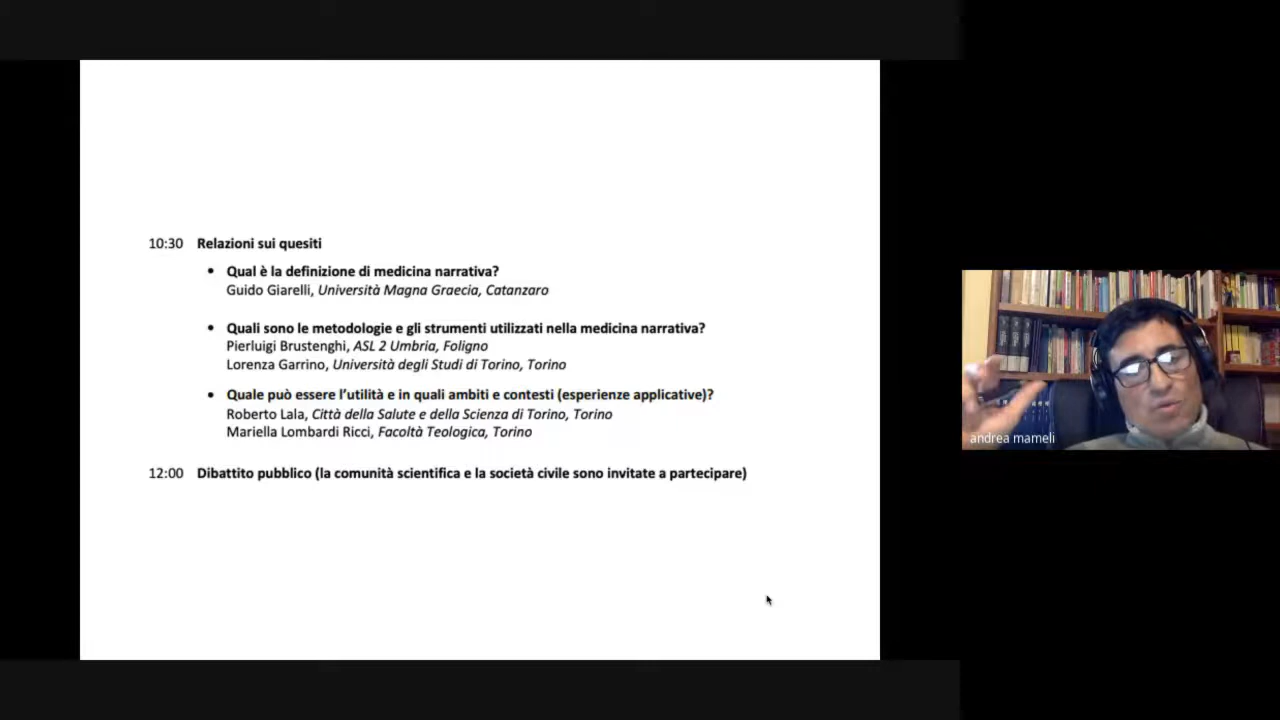 10:30 Relazioni sui quesiti
• Qual è la definizione di medicina narrativa?
Guido Giarelli, Università Magna Graecia, Catanzaro
• Quali sono le metodologie e gli strumenti utilizzati nella medicina narrativa?
Pierluigi Brustenghi, ASL 2 Umbria, Foligno
Lorenza Garrino, Università degli Studi di Torino, Torino
• Quale può essere l’utilità e in quali ambiti e contesti (esperienze applicative)?
Roberto Lala, Città della Salute e della Scienza di Torino, Torino
Mariella Lombardi Ricci, Facoltà Teologica, Torino
12:00 Dibattito pubblico (la comunità scientifica e la società civile sono invitate a partecipare)
andrea mameli